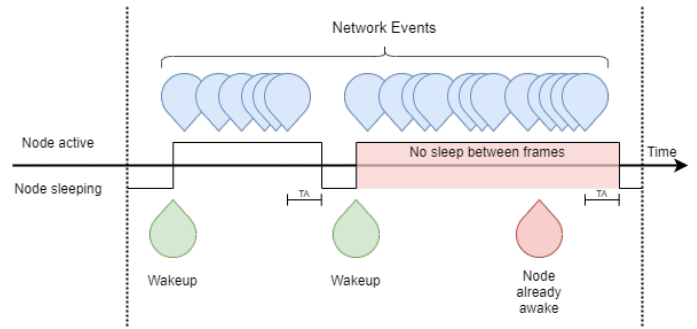 Network Events
Node active
No sleep between frames
Time
Node sleeping
TA
TA
Wakeup
Wakeup
Node
already
awake